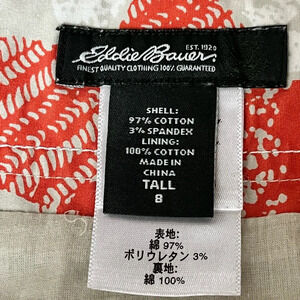 EST. 1920
Eddie Bauer
FINEST QUALITY CLOTHING 100% GUARANTEED
SHELL:
97% COTTON
3% SPANDEX
LINING:
100% COTTON
MADE IN
CHINA
TALL
8
表地:
綿 97%
ポリウレタン 3%
裏地:
綿 100%